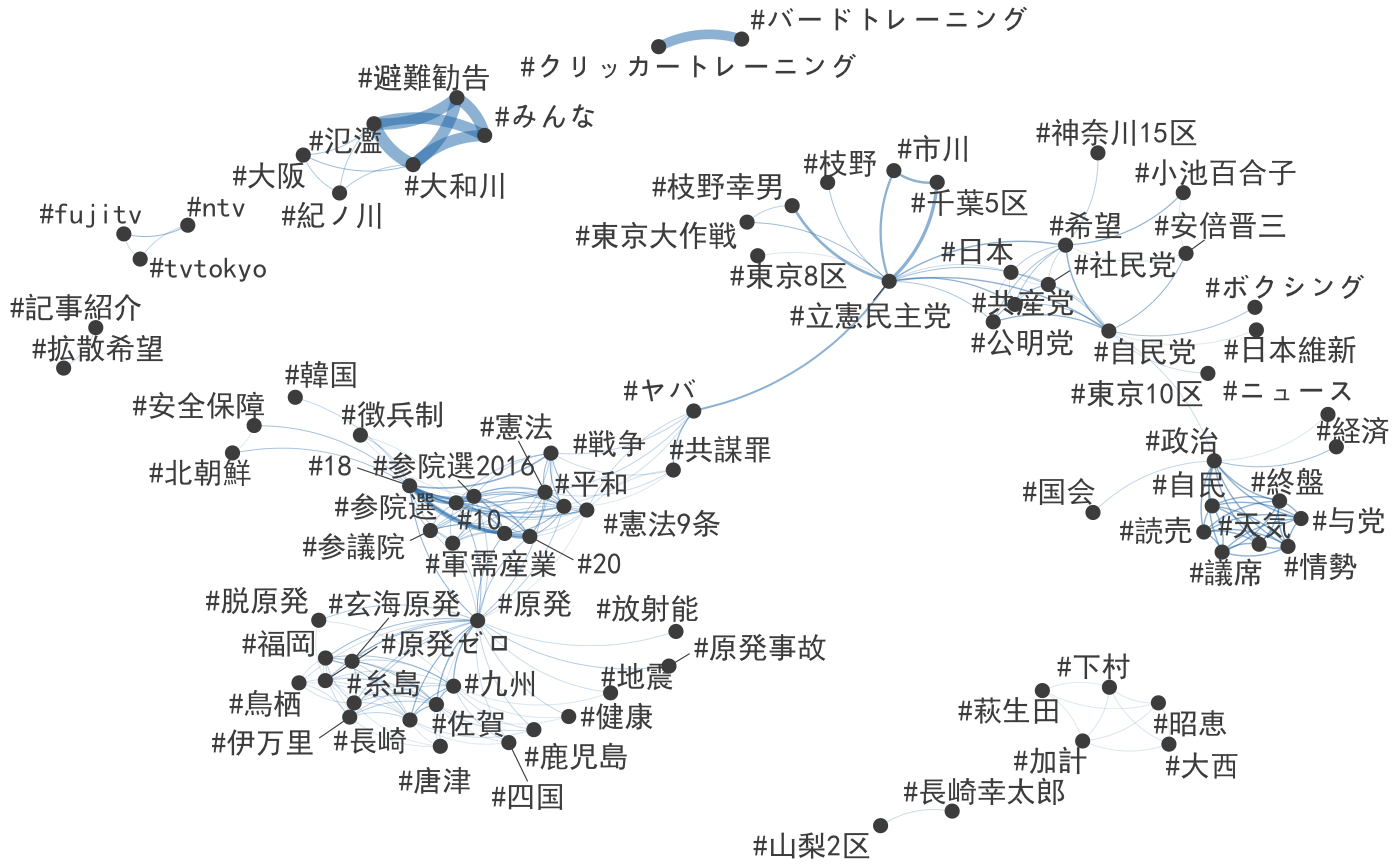 #バードトレーニング
#クリッカートレーニング
#避難勧告
#みんな
#氾濫
#大阪
#大和川
#紀ノ川
#fujitv
#ntv
#tvtokyo
#記事紹介
#拡散希望
#神奈川15区
#小池百合子
#市川
#枝野
#枝野幸男
#千葉5区
#希望
#安倍晋三
#東京大作戦
#日本
#社民党
#東京8区
#ボクシング
#共産党
#立憲民主党
#公明党
#自民党
#日本維新
#東京10区
#ニュース
#経済
#政治
#国会
#自民
#終盤
#読売
#天気
#与党
#議席
#情勢
#韓国
#安全保障
#徴兵制
#北朝鮮
#ヤバ
#憲法
#戦争
#共謀罪
#18
#参院選2016
#平和
#参院選
#10
#憲法9条
#参議院
#軍需産業
#20
#脱原発
#玄海原発
#原発
#放射能
#福岡
#原発ゼロ
#原発事故
#糸島
#九州
#地震
#鳥栖
#佐賀
#健康
#伊万里
#長崎
#鹿児島
#唐津
#四国
#下村
#萩生田
#昭恵
#加計
#大西
#長崎幸太郎
#山梨2区